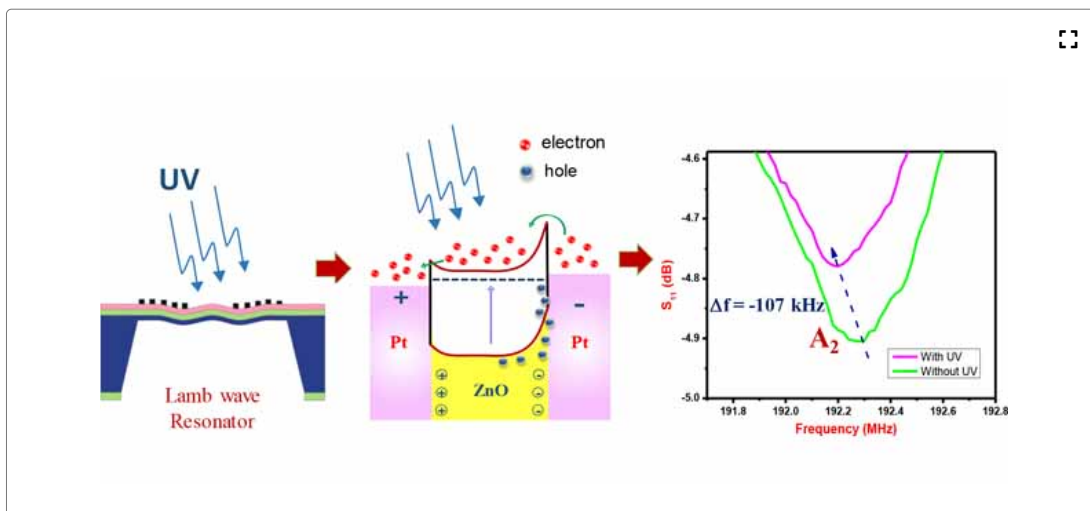 UV
Lamb wave
Resonator
electron
hole
+
-
Pt
Pt
ZnO
+
+
+
-
-
-
S₁₁ (dB)
-4.6
-4.7
-4.8
-4.9
-5.0
Δf = -107 kHz
A₂
With UV
Without UV
191.8
192.0
192.2
192.4
192.6
192.8
Frequency (MHz)